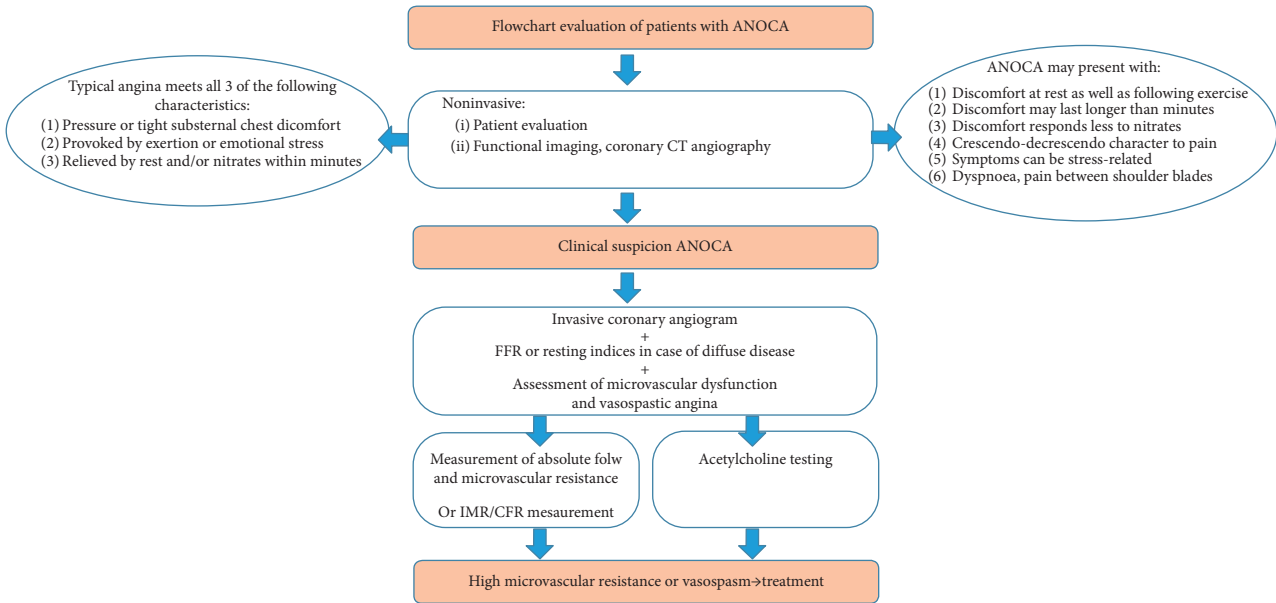 Flowchart evaluation of patients with ANOCA
Typical angina meets all 3 of the following
characteristics:
(1) Pressure or tight substernal chest dicomfort
(2) Provoked by exertion or emotional stress
(3) Relieved by rest and/or nitrates within minutes
Noninvasive:
(i) Patient evaluation
(ii) Functional imaging, coronary CT angiography
ANOCA may present with:
(1) Discomfort at rest as well as following exercise
(2) Discomfort may last longer than minutes
(3) Discomfort responds less to nitrates
(4) Crescendo-decrescendo character to pain
(5) Symptoms can be stress-related
(6) Dyspnoea, pain between shoulder blades
Clinical suspicion ANOCA
Invasive coronary angiogram
+
FFR or resting indices in case of diffuse disease
+
Assessment of microvascular dysfunction
and vasospastic angina
Measurement of absolute folw
and microvascular resistance
Or IMR/CFR mesaurement
Acetylcholine testing
High microvascular resistance or vasospasm→treatment